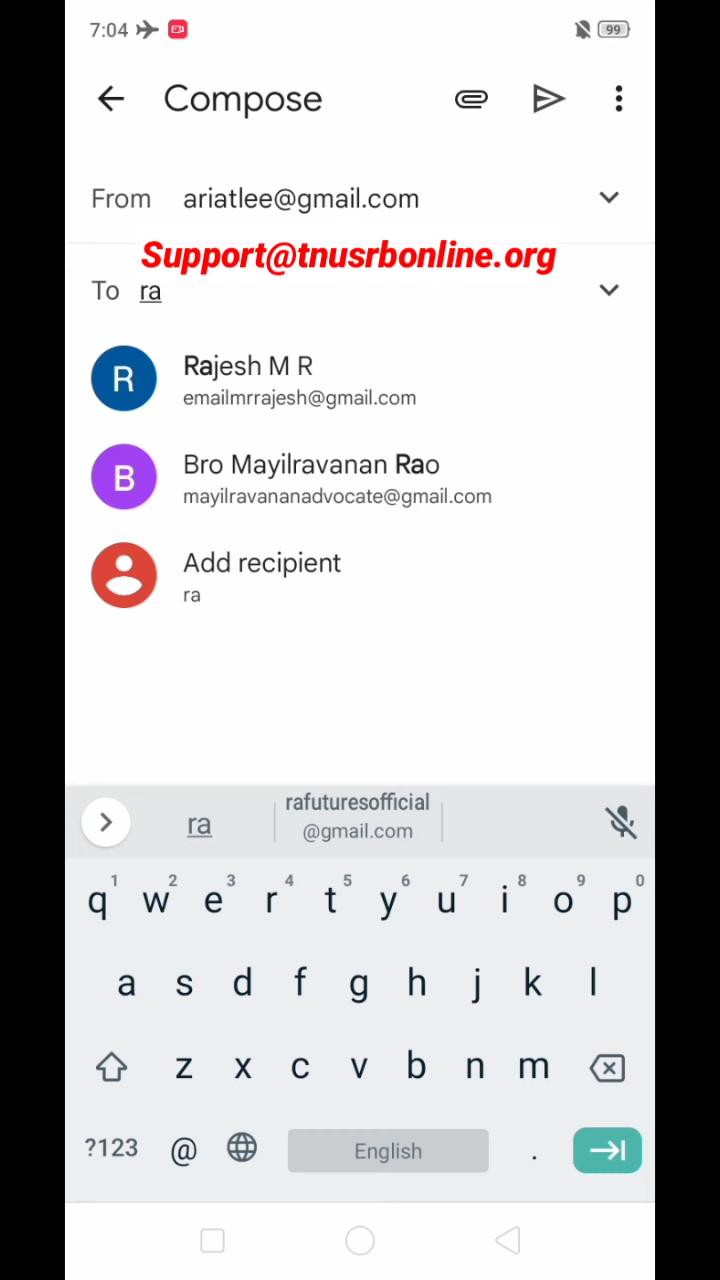 7:04
99
Compose
From ariatlee@gmail.com
Support@tnusrbonline.org
To ra
R
Rajesh M R
emailmrrajesh@gmail.com
B
Bro Mayilravanan Rao
mayilravananadvocate@gmail.com
Add recipient
ra
ra
rafuturesofficial
@gmail.com
1 2 3 4 5 6 7 8 9 0
q w e r t y u i o p
a s d f g h j k l
z x c v b n m
?123 @ English .